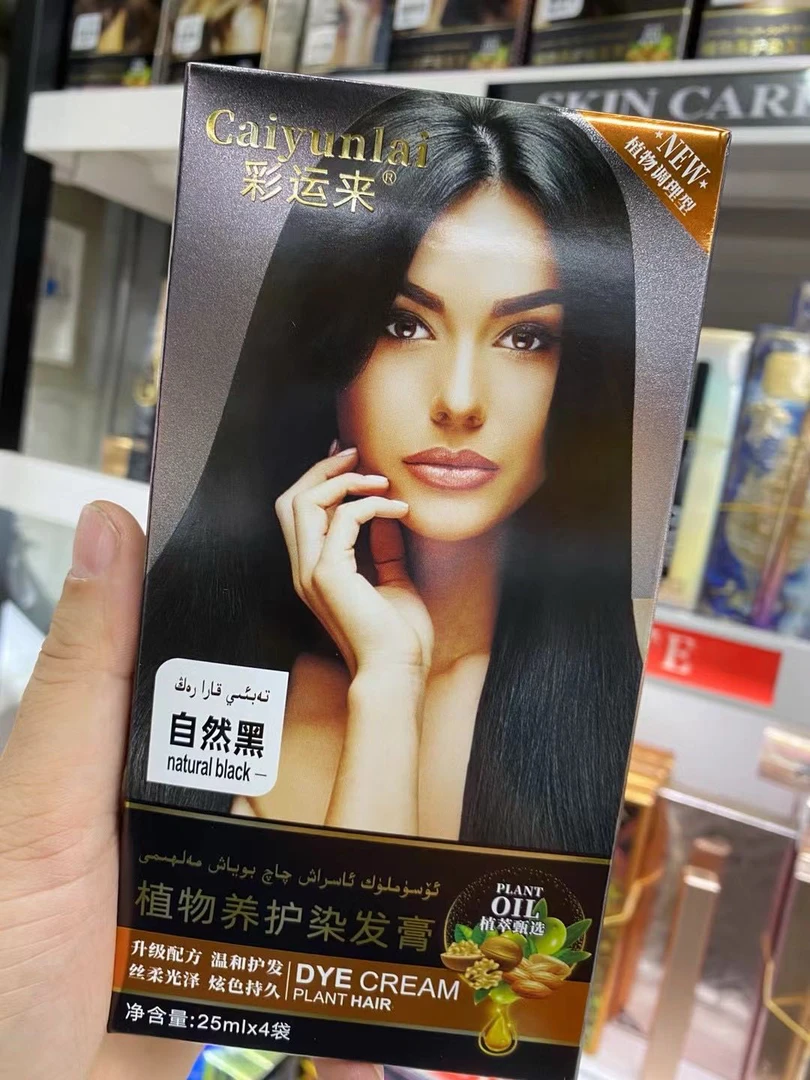 SKIN CARE
Caiyunlai
彩运来®
NEW
植物调理型
تەبىئىي قارا رەڭ
自然黑
natural black
ئۆسۈملۈك ئاسراش چاچ بوياش مەلھىمى
植物养护染发膏
PLANT
OIL
植萃甄选
升级配方 温和护发
丝柔光泽 炫色持久
DYE CREAM
PLANT HAIR
净含量:25mlx4袋